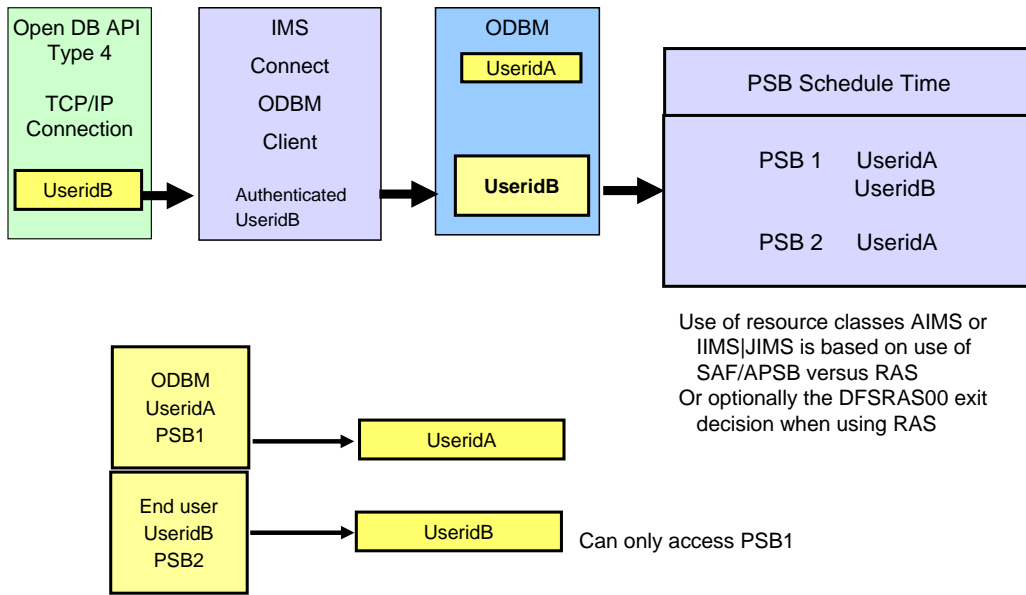 Open DB API
Type 4
TCP/IP
Connection
UseridB
IMS
Connect
ODBM
Client
Authenticated
UseridB
ODBM
UseridA
UseridB
PSB Schedule Time
PSB 1 UseridA
UseridB
PSB 2 UseridA
Use of resource classes AIMS or
IIMS|JIMS is based on use of
SAF/APSB versus RAS
Or optionally the DFSRAS00 exit
decision when using RAS
ODBM
UseridA
PSB1
UseridA
End user
UseridB
PSB2
UseridB
Can only access PSB1